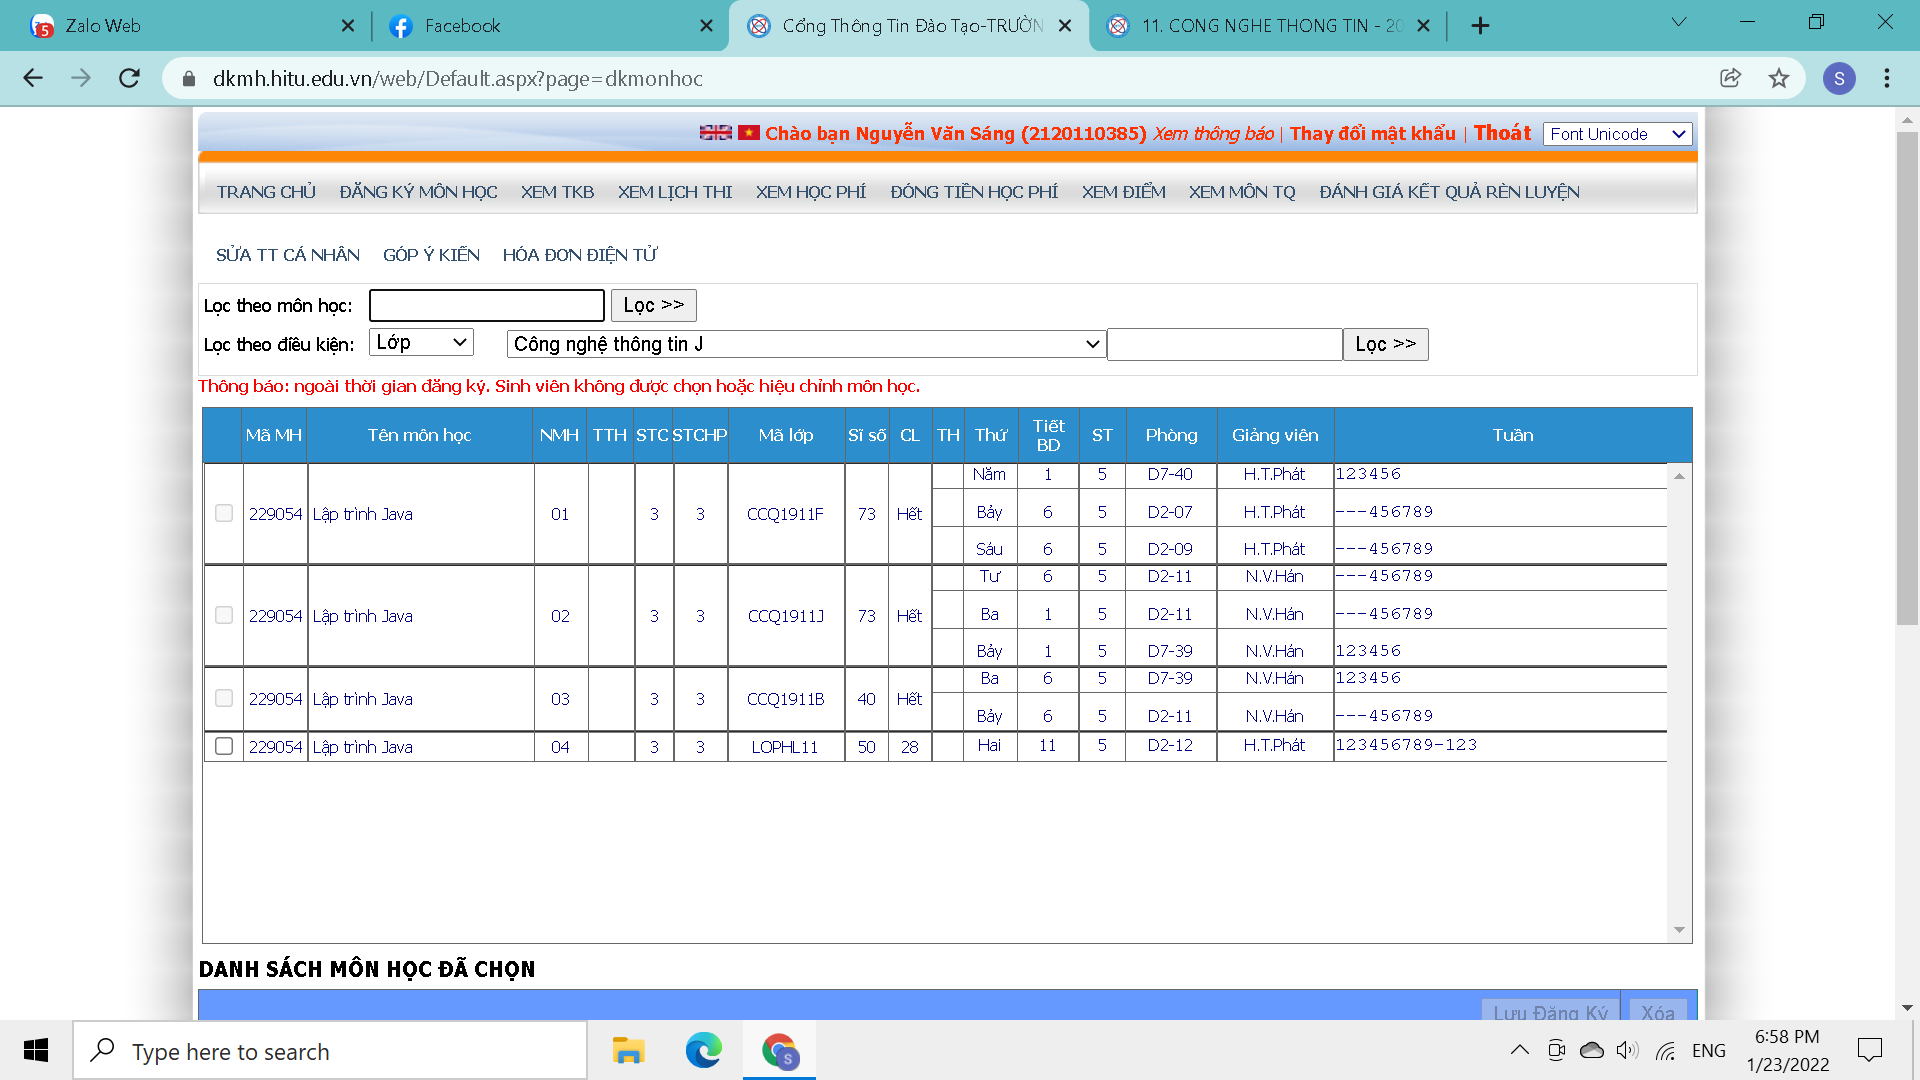 Zalo Web
Facebook
Cổng Thông Tin Đào Tạo-TRƯỜN
11. CONG NGHE THONG TIN - 20
dkmh.hitu.edu.vn/web/Default.aspx?page=dkmonhoc
S
Chào bạn Nguyễn Văn Sáng (2120110385) Xem thông báo | Thay đổi mật khẩu | Thoát Font Unicode
TRANG CHỦ ĐĂNG KÝ MÔN HỌC XEM TKB XEM LỊCH THI XEM HỌC PHÍ ĐÓNG TIỀN HỌC PHÍ XEM ĐIỂM XEM MÔN TQ ĐÁNH GIÁ KẾT QUẢ RÈN LUYỆN
SỬA TT CÁ NHÂN GÓP Ý KIẾN HÓA ĐƠN ĐIỆN TỬ
Lọc theo môn học: Lọc >>
Lọc theo điều kiện: Lớp Công nghệ thông tin J Lọc >>
Thông báo: ngoài thời gian đăng ký. Sinh viên không được chọn hoặc hiệu chỉnh môn học.
Mã MH Tên môn học NMH TTH STC STCHP Mã lớp Sĩ số CL TH Thứ Tiết BD ST Phòng Giảng viên Tuần
229054 Lập trình Java 01 3 3 CCQ1911F 73 Hết
Năm 1 5 D7-40 H.T.Phát 123456
Bảy 6 5 D2-07 H.T.Phát ---456789
Sáu 6 5 D2-09 H.T.Phát ---456789
229054 Lập trình Java 02 3 3 CCQ1911J 73 Hết
Tư 6 5 D2-11 N.V.Hán ---456789
Ba 1 5 D2-11 N.V.Hán ---456789
Bảy 1 5 D7-39 N.V.Hán 123456
229054 Lập trình Java 03 3 3 CCQ1911B 40 Hết
Ba 6 5 D7-39 N.V.Hán 123456
Bảy 6 5 D2-11 N.V.Hán ---456789
229054 Lập trình Java 04 3 3 LOPHL11 50 28 Hai 11 5 D2-12 H.T.Phát 123456789-123
DANH SÁCH MÔN HỌC ĐÃ CHỌN
Lưu Đăng Ký Xóa
Type here to search
S
ENG
6:58 PM
1/23/2022